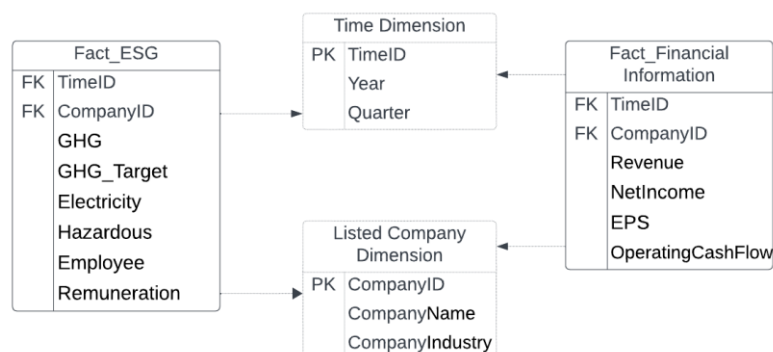 Fact_ESG
FK TimeID
FK CompanyID
GHG
GHG_Target
Electricity
Hazardous
Employee
Remuneration
Time Dimension
PK TimeID
Year
Quarter
Listed Company
Dimension
PK CompanyID
CompanyName
CompanyIndustry
Fact_Financial
Information
FK TimeID
FK CompanyID
Revenue
NetIncome
EPS
OperatingCashFlow